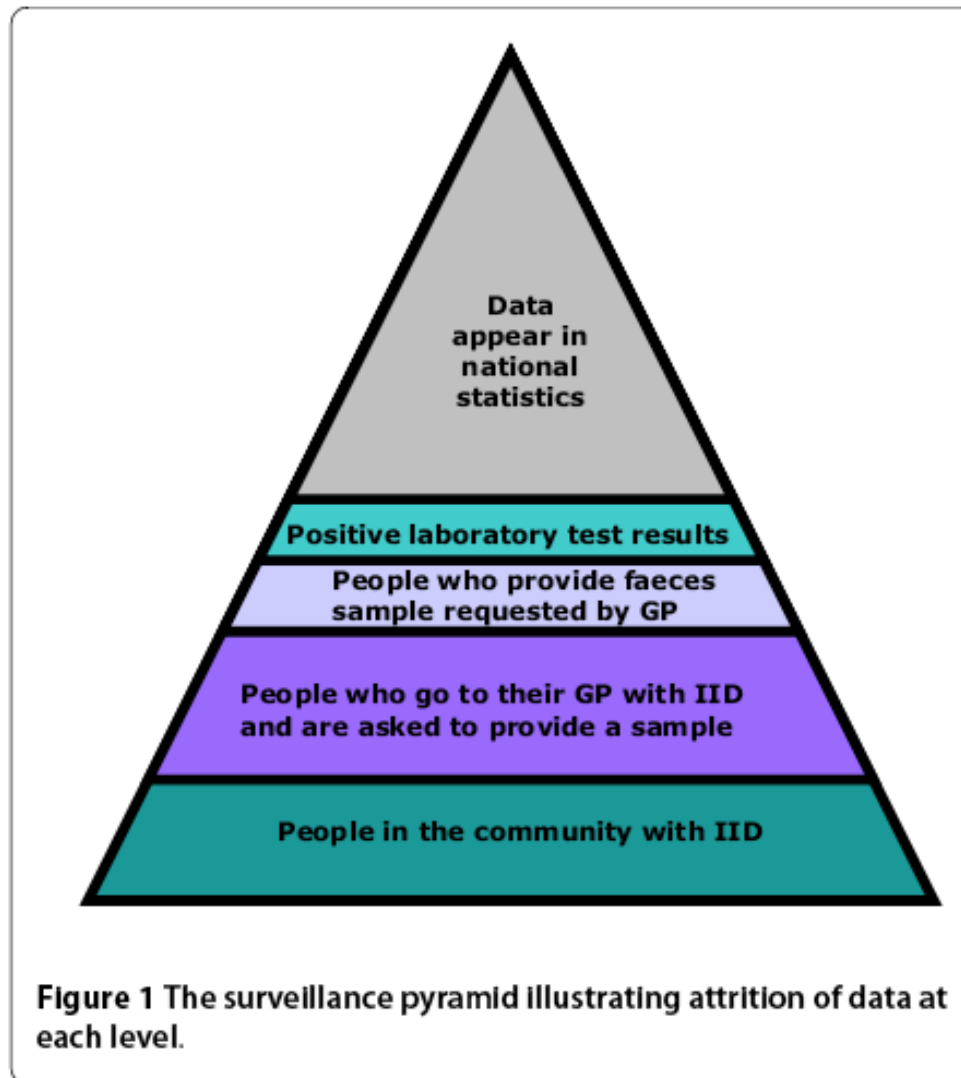 Data
appear in
national
statistics
Positive laboratory test results
People who provide faeces
sample requested by GP
People who go to their GP with IID
and are asked to provide a sample
People in the community with IID
Figure 1 The surveillance pyramid illustrating attrition of data at
each level.